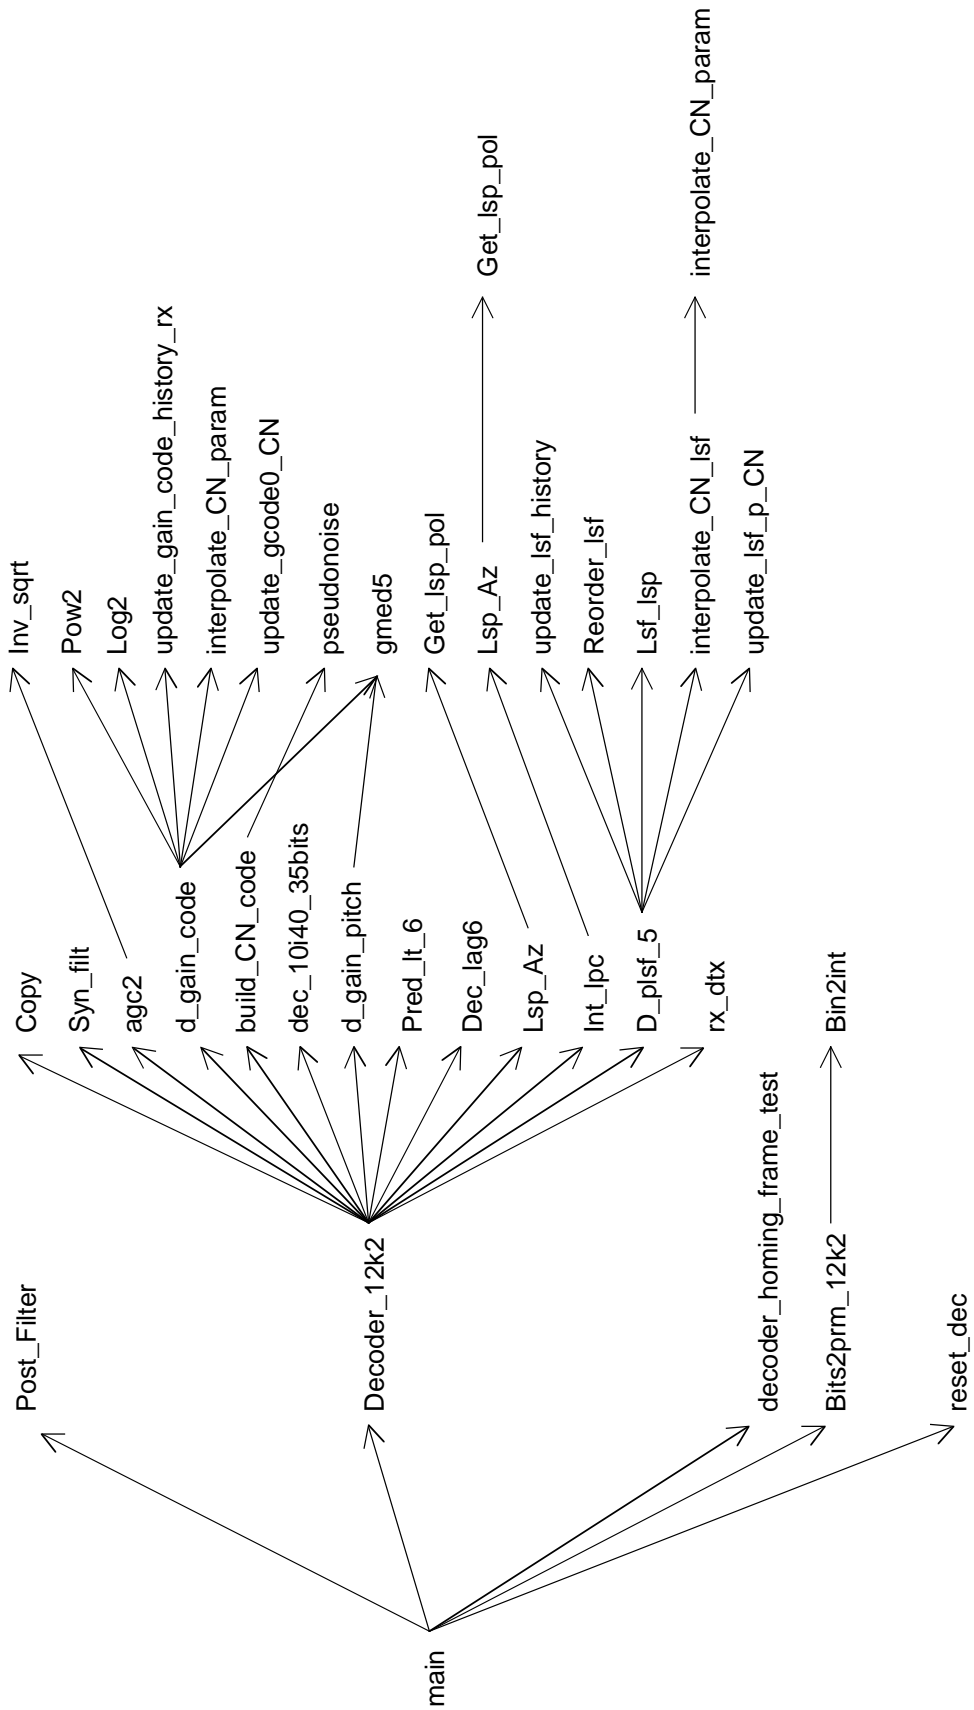 main
Post_Filter
Decoder_12k2
decoder_homing_frame_test
Bits2prm_12k2
reset_dec
Copy
Syn_filt
agc2
d_gain_code
build_CN_code
dec_10i40_35bits
d_gain_pitch
Pred_lt_6
Dec_lag6
Lsp_Az
Int_lpc
D_plsf_5
rx_dtx
Bin2int
Inv_sqrt
Pow2
Log2
update_gain_code_history_rx
interpolate_CN_param
update_gcode0_CN
pseudonoise
gmed5
Get_lsp_pol
Lsp_Az
update_lsf_history
Reorder_lsf
Lsf_lsp
interpolate_CN_lsf
update_lsf_p_CN
Get_lsp_pol
interpolate_CN_param